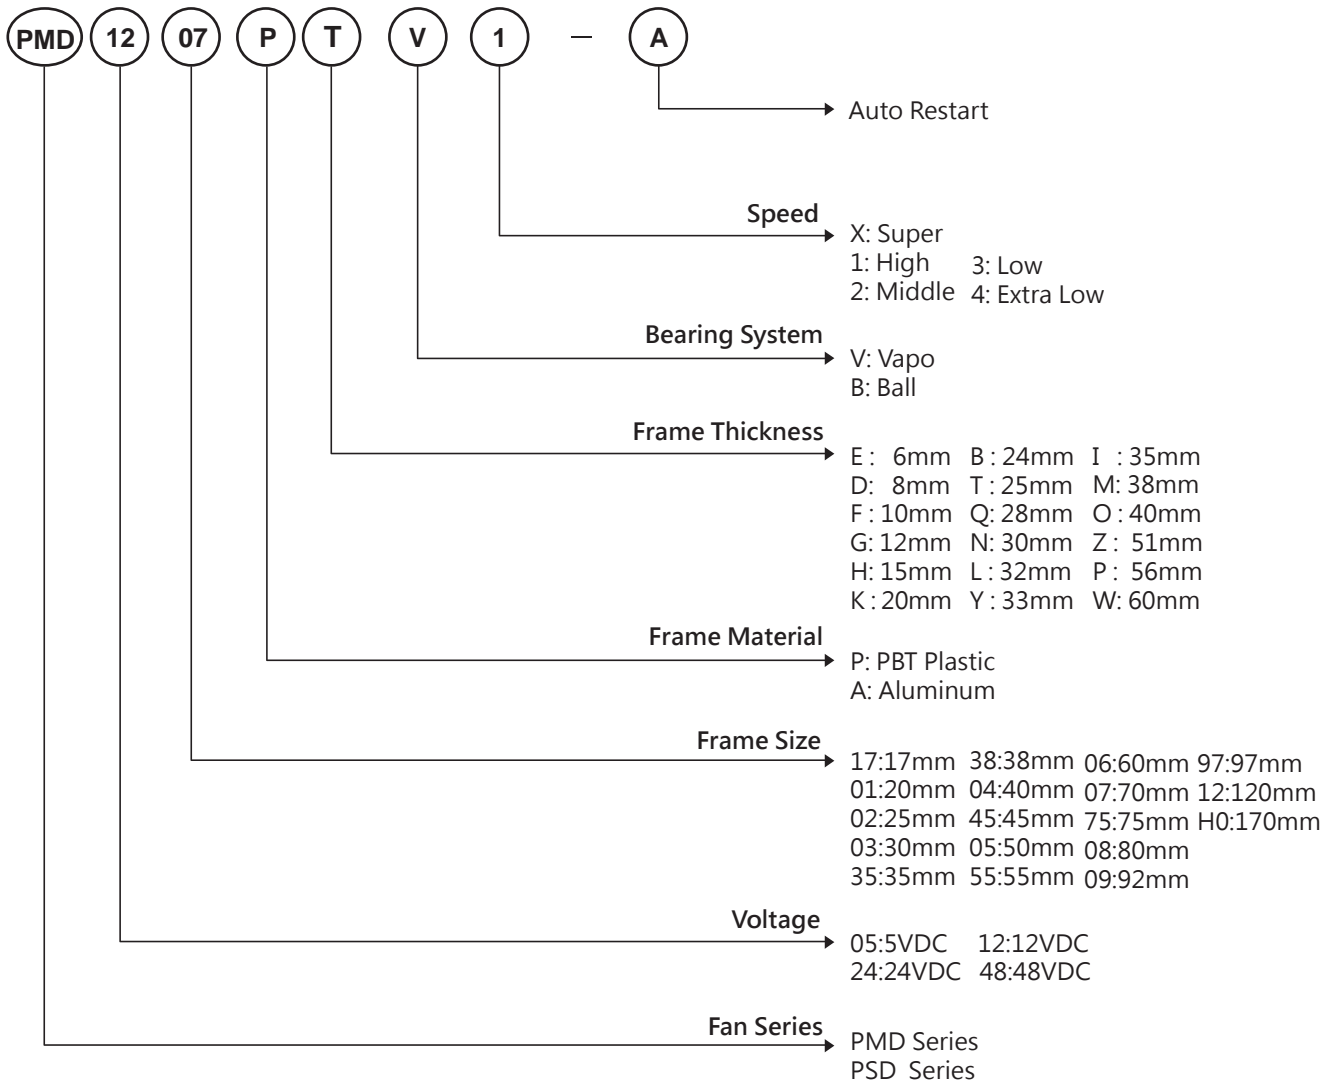 PMD 12 07 P T V 1 – A
Auto Restart
Speed
X: Super
1: High 3: Low
2: Middle 4: Extra Low
Bearing System
V: Vapo
B: Ball
Frame Thickness
E : 6mm B : 24mm I : 35mm
D: 8mm T : 25mm M: 38mm
F : 10mm Q: 28mm O : 40mm
G: 12mm N: 30mm Z : 51mm
H: 15mm L : 32mm P : 56mm
K : 20mm Y : 33mm W: 60mm
Frame Material
P: PBT Plastic
A: Aluminum
Frame Size
17:17mm 38:38mm 06:60mm 97:97mm
01:20mm 04:40mm 07:70mm 12:120mm
02:25mm 45:45mm 75:75mm H0:170mm
03:30mm 05:50mm 08:80mm
35:35mm 55:55mm 09:92mm
Voltage
05:5VDC 12:12VDC
24:24VDC 48:48VDC
Fan Series
PMD Series
PSD Series